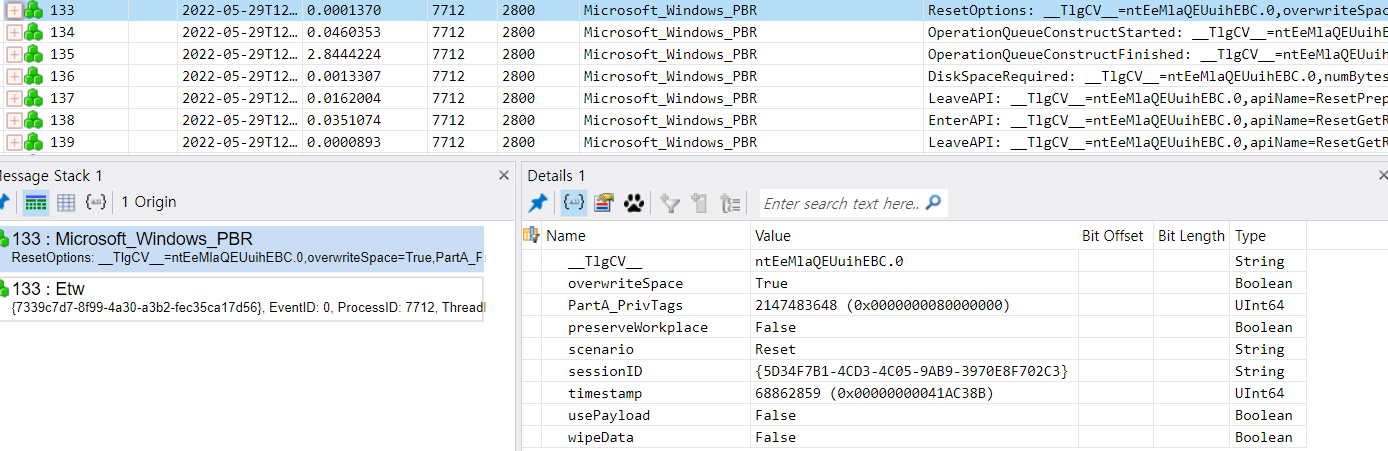 133 2022-05-29T12... 0.0001370 7712 2800 Microsoft_Windows_PBR ResetOptions: __TlgCV__=ntEeMlaQEUuihEBC.0,overwriteSpac
134 2022-05-29T12... 0.0460353 7712 2800 Microsoft_Windows_PBR OperationQueueConstructStarted: __TlgCV__=ntEeMlaQEUuihE
135 2022-05-29T12... 2.8444224 7712 2800 Microsoft_Windows_PBR OperationQueueConstructFinished: __TlgCV__=ntEeMlaQEUuih
136 2022-05-29T12... 0.0013307 7712 2800 Microsoft_Windows_PBR DiskSpaceRequired: __TlgCV__=ntEeMlaQEUuihEBC.0,numBytes
137 2022-05-29T12... 0.0162004 7712 2800 Microsoft_Windows_PBR LeaveAPI: __TlgCV__=ntEeMlaQEUuihEBC.0,apiName=ResetPrep
138 2022-05-29T12... 0.0351074 7712 2800 Microsoft_Windows_PBR EnterAPI: __TlgCV__=ntEeMlaQEUuihEBC.0,apiName=ResetGetR
139 2022-05-29T12... 0.0000893 7712 2800 Microsoft_Windows_PBR LeaveAPI: __TlgCV__=ntEeMlaQEUuihEBC.0,apiName=ResetGetR
Message Stack 1
1 Origin
133 : Microsoft_Windows_PBR
ResetOptions: __TlgCV__=ntEeMlaQEUuihEBC.0,overwriteSpace=True,PartA_P
133 : Etw
{7339c7d7-8f99-4a30-a3b2-fec35ca17d56}, EventID: 0, ProcessID: 7712, ThreadI
Details 1
Enter search text here..
Name Value Bit Offset Bit Length Type
__TlgCV__ ntEeMlaQEUuihEBC.0 String
overwriteSpace True Boolean
PartA_PrivTags 2147483648 (0x0000000080000000) UInt64
preserveWorkplace False Boolean
scenario Reset String
sessionID {5D34F7B1-4CD3-4C05-9AB9-3970E8F702C3} String
timestamp 68862859 (0x00000000041AC38B) UInt64
usePayload False Boolean
wipeData False Boolean